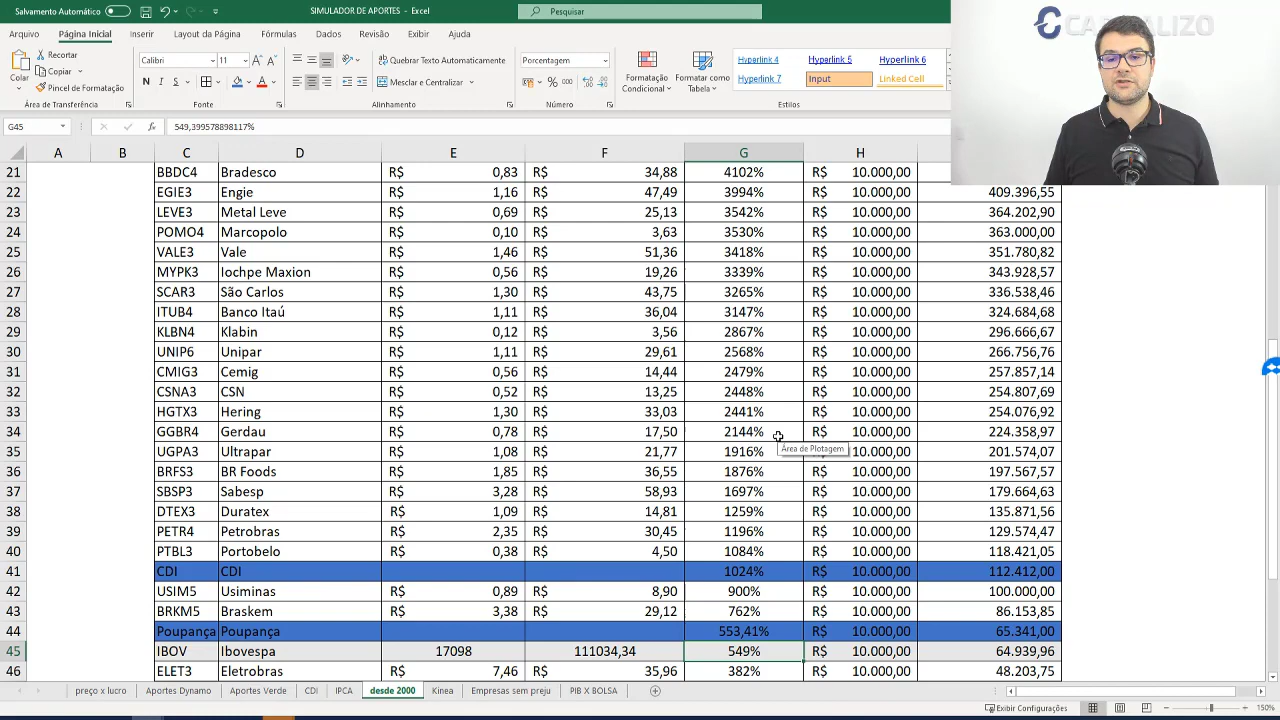 Salvamento Automático
SIMULADOR DE APORTES - Excel
Pesquisar
Arquivo Página Inicial Inserir Layout da Página Fórmulas Dados Revisão Exibir Ajuda
Colar
Recortar
Copiar
Pincel de Formatação
Área de Transferência
Calibri 11
N I S
Fonte
Quebrar Texto Automaticamente
Mesclar e Centralizar
Alinhamento
Porcentagem
% 000
Número
Formatação Condicional
Formatar como Tabela
Hyperlink 4 Hyperlink 5 Hyperlink 6
Hyperlink 7 Input Linked Cell
Estilos
G45 fx 549,399578898117%
A B C D E F G H
21 BBDC4 Bradesco R$ 0,83 R$ 34,88 4102% R$ 10.000,00
22 EGIE3 Engie R$ 1,16 R$ 47,49 3994% R$ 10.000,00 409.396,55
23 LEVE3 Metal Leve R$ 0,69 R$ 25,13 3542% R$ 10.000,00 364.202,90
24 POMO4 Marcopolo R$ 0,10 R$ 3,63 3530% R$ 10.000,00 363.000,00
25 VALE3 Vale R$ 1,46 R$ 51,36 3418% R$ 10.000,00 351.780,82
26 MYPK3 Iochpe Maxion R$ 0,56 R$ 19,26 3339% R$ 10.000,00 343.928,57
27 SCAR3 São Carlos R$ 1,30 R$ 43,75 3265% R$ 10.000,00 336.538,46
28 ITUB4 Banco Itaú R$ 1,11 R$ 36,04 3147% R$ 10.000,00 324.684,68
29 KLBN4 Klabin R$ 0,12 R$ 3,56 2867% R$ 10.000,00 296.666,67
30 UNIP6 Unipar R$ 1,11 R$ 29,61 2568% R$ 10.000,00 266.756,76
31 CMIG3 Cemig R$ 0,56 R$ 14,44 2479% R$ 10.000,00 257.857,14
32 CSNA3 CSN R$ 0,52 R$ 13,25 2448% R$ 10.000,00 254.807,69
33 HGTX3 Hering R$ 1,30 R$ 33,03 2441% R$ 10.000,00 254.076,92
34 GGBR4 Gerdau R$ 0,78 R$ 17,50 2144% R$ 10.000,00 224.358,97
Área de Plotagem
35 UGPA3 Ultrapar R$ 1,08 R$ 21,77 1916% R$ 10.000,00 201.574,07
36 BRFS3 BR Foods R$ 1,85 R$ 36,55 1876% R$ 10.000,00 197.567,57
37 SBSP3 Sabesp R$ 3,28 R$ 58,93 1697% R$ 10.000,00 179.664,63
38 DTEX3 Duratex R$ 1,09 R$ 14,81 1259% R$ 10.000,00 135.871,56
39 PETR4 Petrobras R$ 2,35 R$ 30,45 1196% R$ 10.000,00 129.574,47
40 PTBL3 Portobelo R$ 0,38 R$ 4,50 1084% R$ 10.000,00 118.421,05
41 CDI CDI 1024% R$ 10.000,00 112.412,00
42 USIM5 Usiminas R$ 0,89 R$ 8,90 900% R$ 10.000,00 100.000,00
43 BRKM5 Braskem R$ 3,38 R$ 29,12 762% R$ 10.000,00 86.153,85
44 Poupança Poupança 553,41% R$ 10.000,00 65.341,00
45 IBOV Ibovespa 17098 111034,34 549% R$ 10.000,00 64.939,96
46 ELET3 Eletrobras R$ 7,46 R$ 35,96 382% R$ 10.000,00 48.203,75
preço x lucro Aportes Dynamo Aportes Verde CDI IPCA desde 2000 Kinea Empresas sem preju PIB X BOLSA
Exibir Configurações 150%